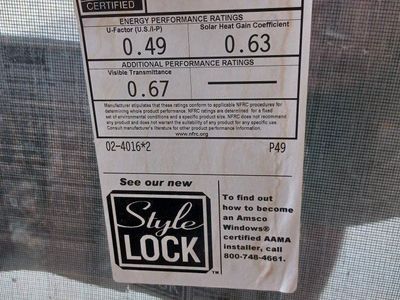 CERTIFIED
ENERGY PERFORMANCE RATINGS
U-Factor (U.S./I-P)
Solar Heat Gain Coefficient
0.49
0.63
ADDITIONAL PERFORMANCE RATINGS
Visible Transmittance
0.67
Manufacturer stipulates that these ratings conform to applicable NFRC procedures for
determining whole product performance. NFRC ratings are determined for a fixed
set of environmental conditions and a specific product size. NFRC does not recommend
any product and does not warrant the suitability of any product for any specific use.
Consult manufacturer's literature for other product performance information.
www.nfrc.org
02-4016*2
P49
See our new
Style
LOCK
TM
To find out
how to become
an Amsco
Windows®
certified AAMA
installer, call
800-748-4661.